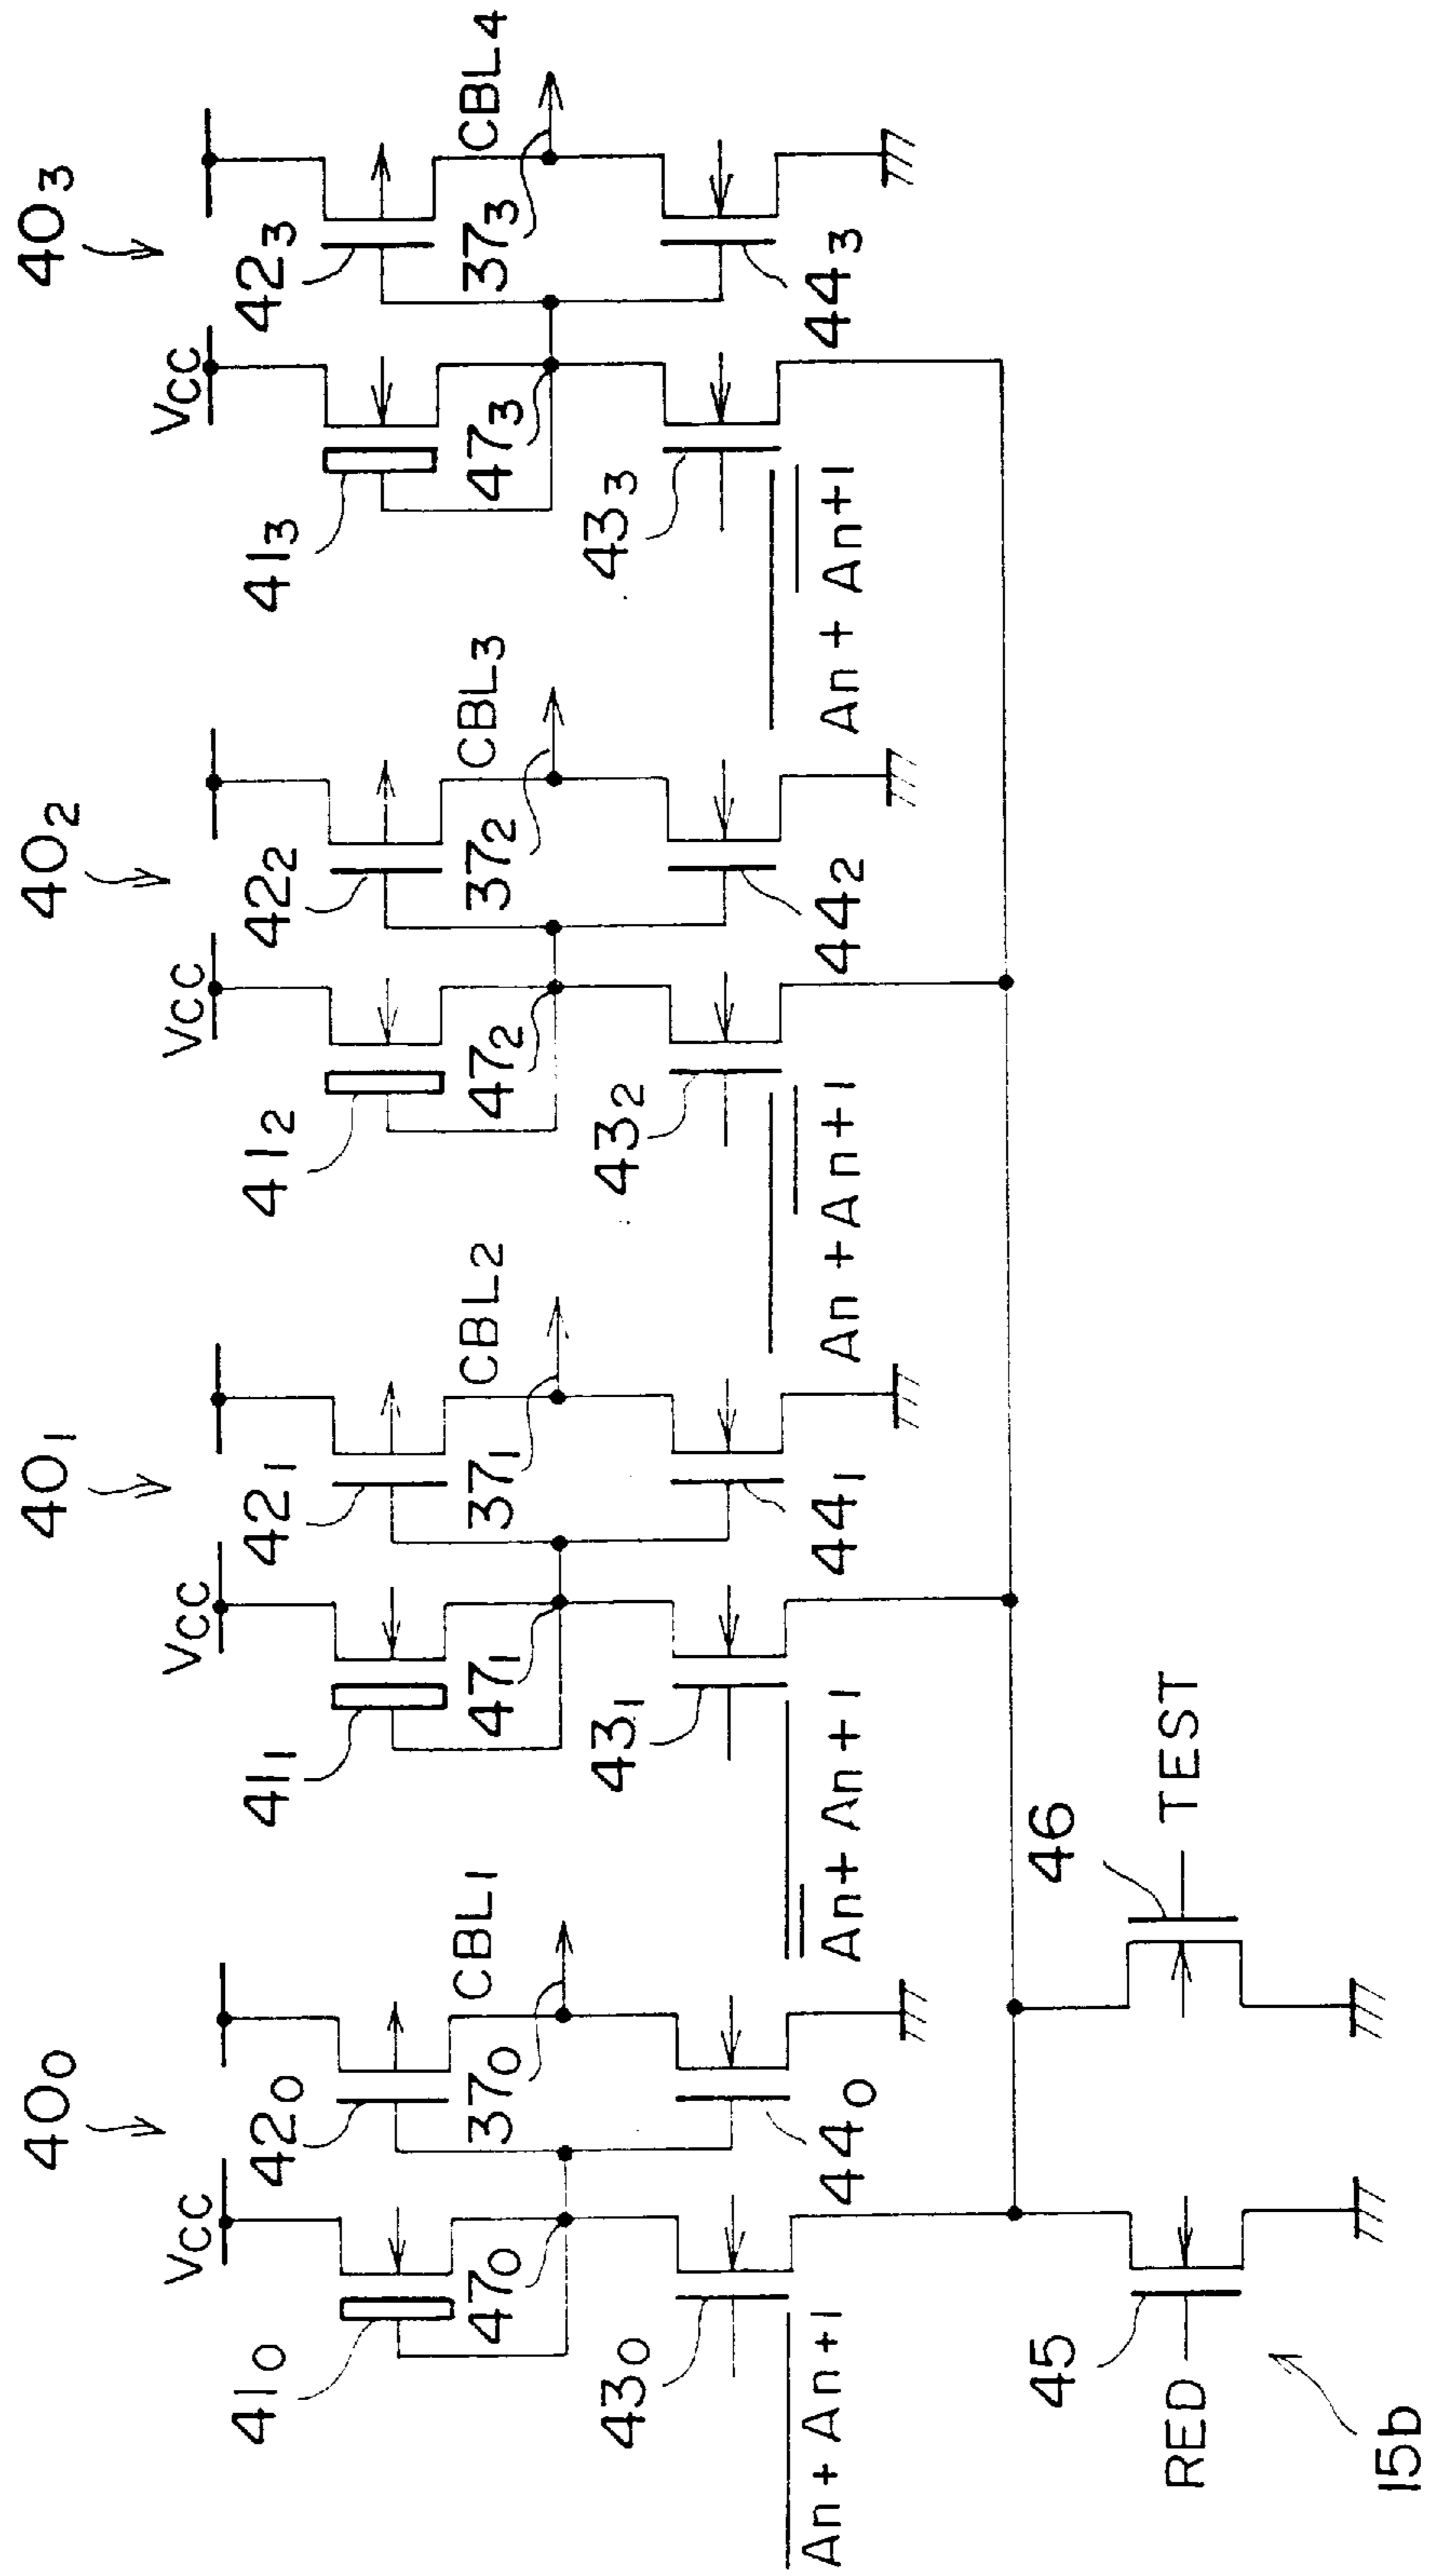 40₀
40₁
40₂
40₃
VCC
VCC
VCC
VCC
41₀
42₀
41₁
42₁
41₂
42₂
41₃
42₃
CBL1
CBL2
CBL3
CBL4
47₀
37₀
47₁
37₁
47₂
37₂
47₃
37₃
43₀
44₀
43₁
44₁
43₂
44₂
43₃
44₃
An + An+1
An + An+1
An + An+1
An + An+1
45
46
RED
TEST
15b